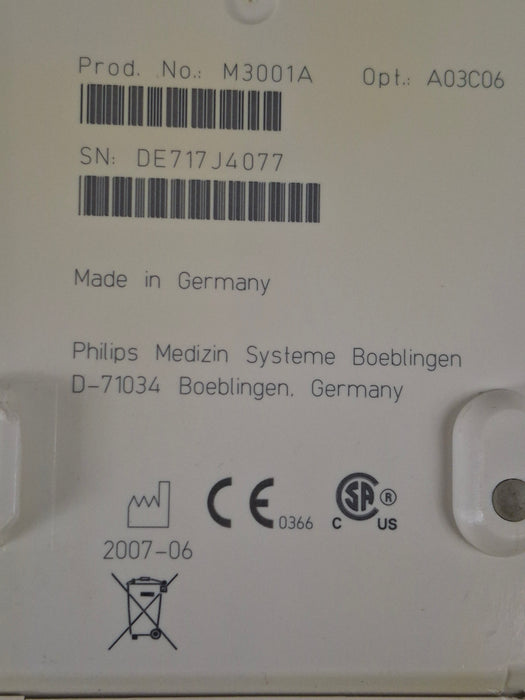 Prod. No.: M3001A Opt.: A03C06
SN: DE717J4077
Made in Germany
Philips Medizin Systeme Boeblingen
D-71034 Boeblingen, Germany
CE 0366
SA ®
C US
2007-06